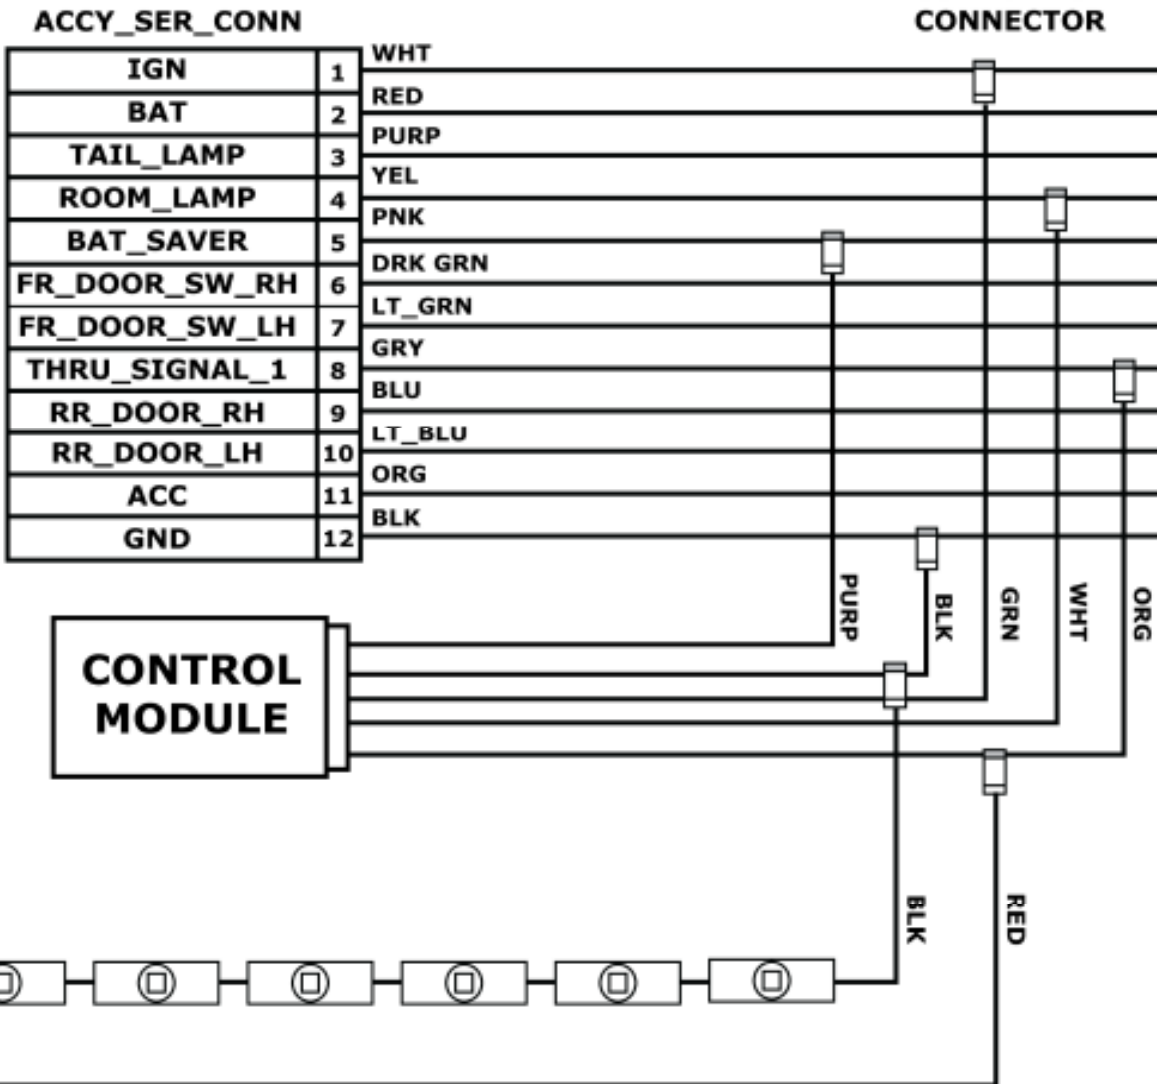 ACCY_SER_CONN
CONNECTOR
IGN 1 WHT
BAT 2 RED
TAIL_LAMP 3 PURP
ROOM_LAMP 4 YEL
BAT_SAVER 5 PNK
FR_DOOR_SW_RH 6 DRK GRN
FR_DOOR_SW_LH 7 LT_GRN
THRU_SIGNAL_1 8 GRY
RR_DOOR_RH 9 BLU
RR_DOOR_LH 10 LT_BLU
ACC 11 ORG
GND 12 BLK
PURP
BLK
GRN
WHT
ORG
CONTROL
MODULE
BLK
RED